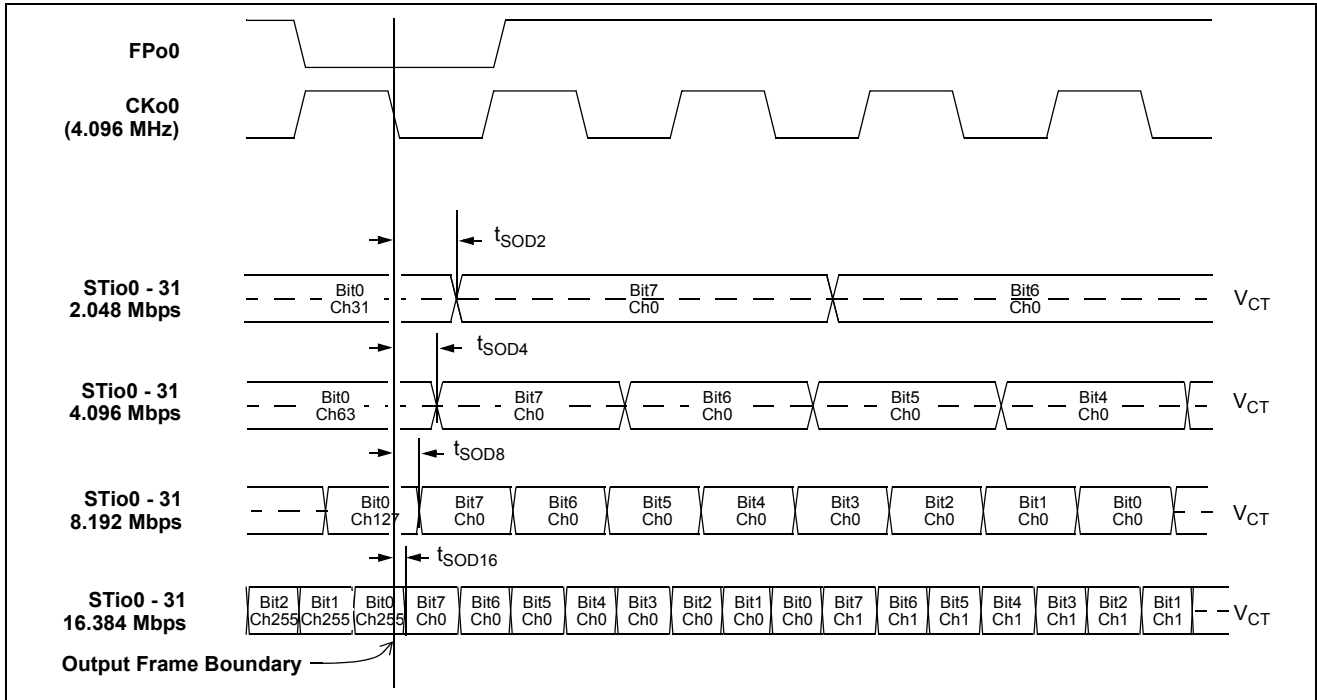 FPo0
CKo0
(4.096 MHz)
tSOD2
STio0 - 31
2.048 Mbps
Bit0
Ch31
Bit7
Ch0
Bit6
Ch0
VCT
tSOD4
STio0 - 31
4.096 Mbps
Bit0
Ch63
Bit7
Ch0
Bit6
Ch0
Bit5
Ch0
Bit4
Ch0
VCT
tSOD8
STio0 - 31
8.192 Mbps
Bit0
Ch127
Bit7
Ch0
Bit6
Ch0
Bit5
Ch0
Bit4
Ch0
Bit3
Ch0
Bit2
Ch0
Bit1
Ch0
Bit0
Ch0
VCT
tSOD16
STio0 - 31
16.384 Mbps
Bit2
Ch255
Bit1
Ch255
Bit0
Ch255
Bit7
Ch0
Bit6
Ch0
Bit5
Ch0
Bit4
Ch0
Bit3
Ch0
Bit2
Ch0
Bit1
Ch0
Bit0
Ch0
Bit7
Ch1
Bit6
Ch1
Bit5
Ch1
Bit4
Ch1
Bit3
Ch1
Bit2
Ch1
Bit1
Ch1
VCT
Output Frame Boundary